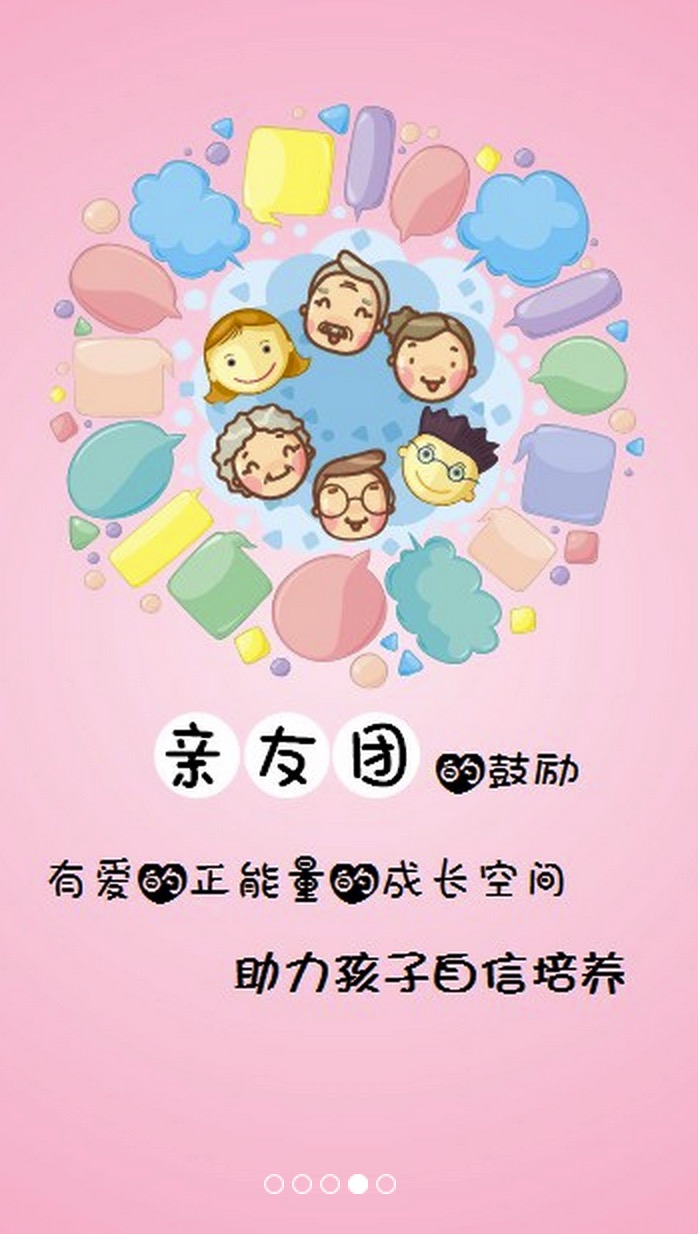 亲友团的鼓励
有爱的正能量的成长空间
助力孩子自信培养